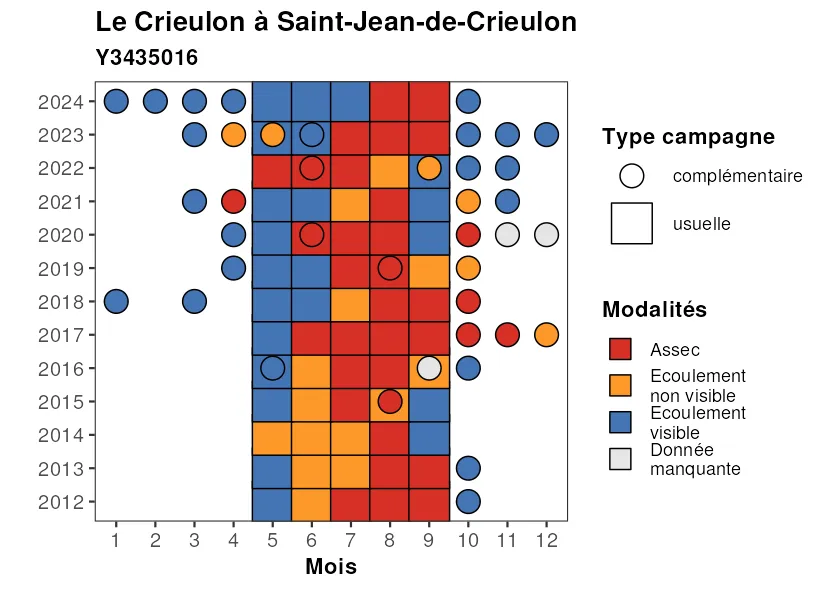 Le Crieulon à Saint-Jean-de-Crieulon
Y3435016
2024
2023
2022
2021
2020
2019
2018
2017
2016
2015
2014
2013
2012
1 2 3 4 5 6 7 8 9 10 11 12
Mois
Type campagne
complémentaire
usuelle
Modalités
Assec
Ecoulement
non visible
Ecoulement
visible
Donnée
manquante